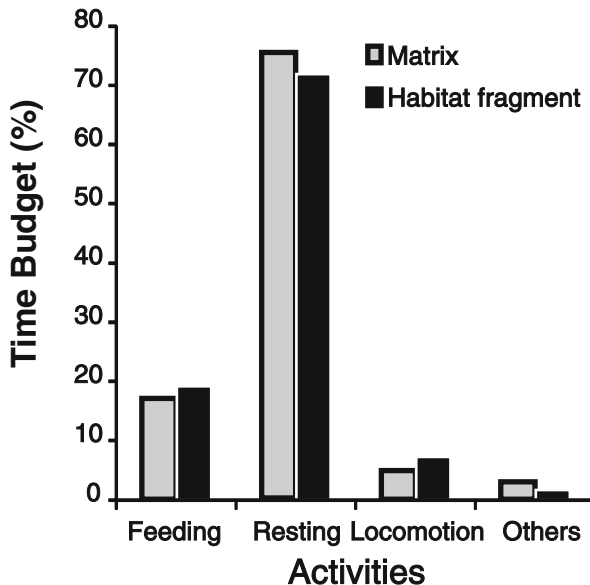 80
70
60
50
40
30
20
10
0
Time Budget (%)
Matrix
Habitat fragment
Feeding
Resting
Locomotion
Others
Activities